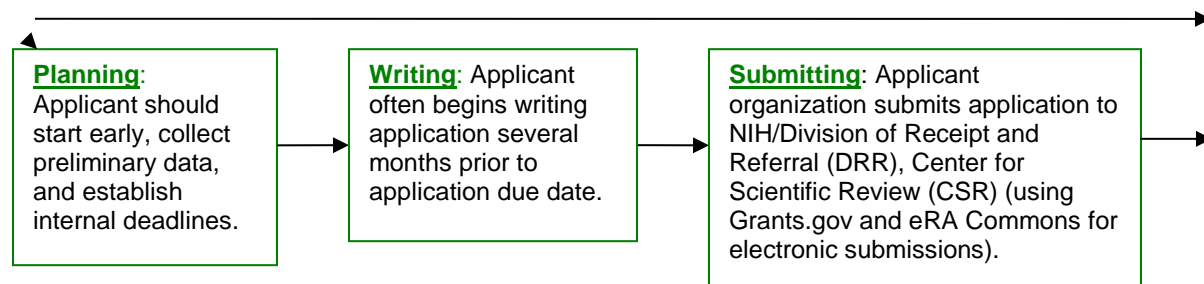 Planning:
Applicant should
start early, collect
preliminary data,
and establish
internal deadlines.
Writing: Applicant
often begins writing
application several
months prior to
application due date.
Submitting: Applicant
organization submits application to
NIH/Division of Receipt and
Referral (DRR), Center for
Scientific Review (CSR) (using
Grants.gov and eRA Commons for
electronic submissions).